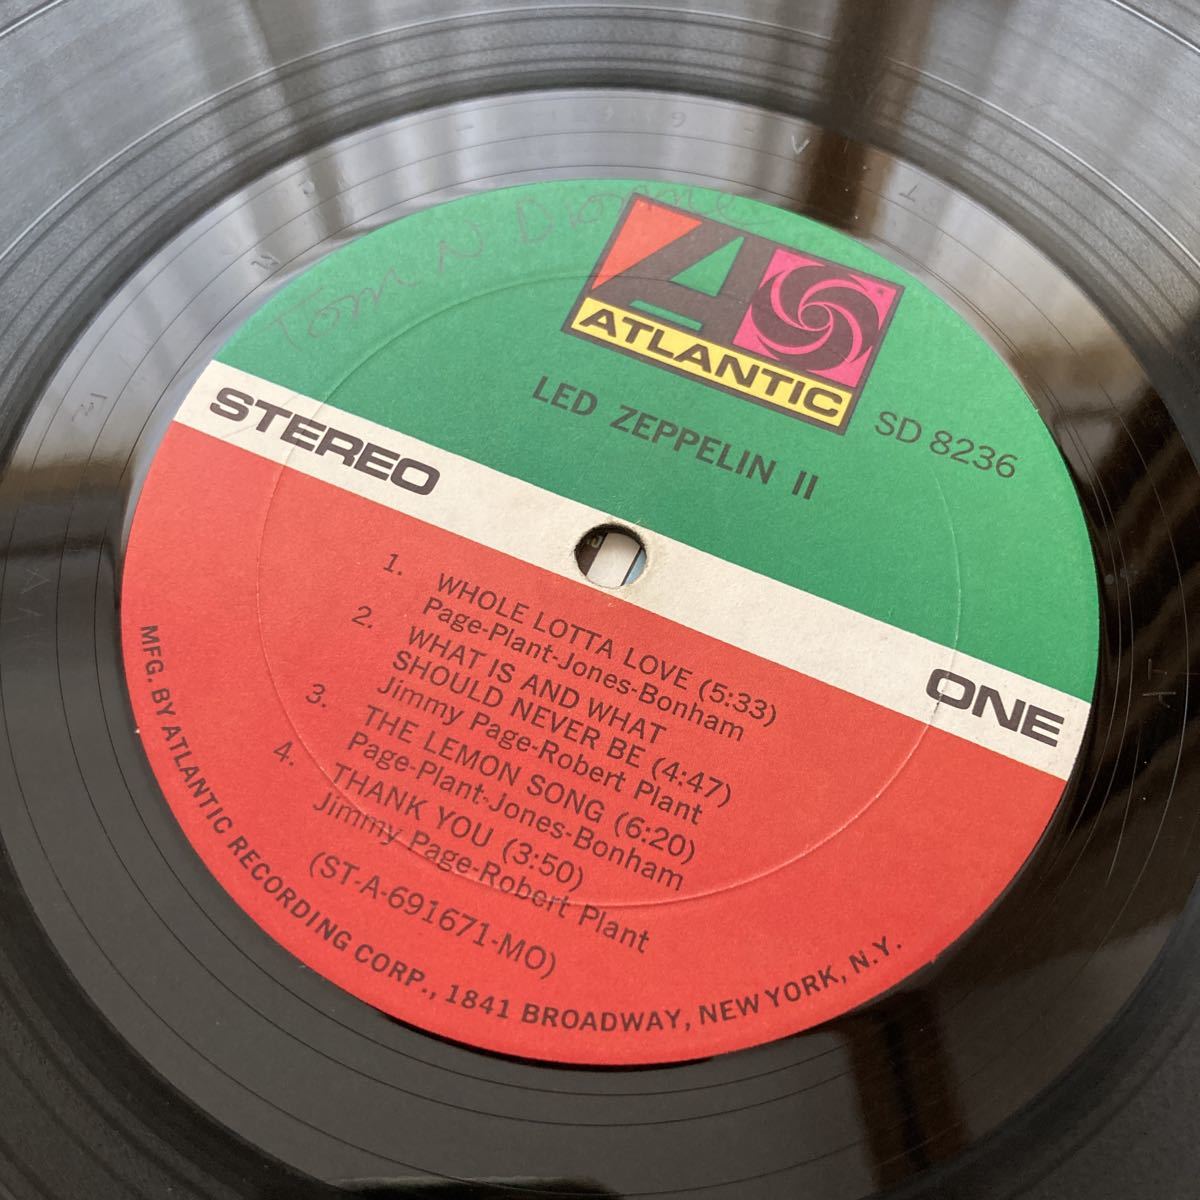 Tom N Dionne
ATLANTIC
LED ZEPPELIN II
SD 8236
STEREO
ONE
1. WHOLE LOTTA LOVE (5:33)
Page-Plant-Jones-Bonham
2. WHAT IS AND WHAT
SHOULD NEVER BE (4:47)
Jimmy Page-Robert Plant
3. THE LEMON SONG (6:20)
Page-Plant-Jones-Bonham
4. THANK YOU (3:50)
Jimmy Page-Robert Plant
(ST-A-691671-MO)
MFG. BY ATLANTIC RECORDING CORP., 1841 BROADWAY, NEW YORK, N.Y.